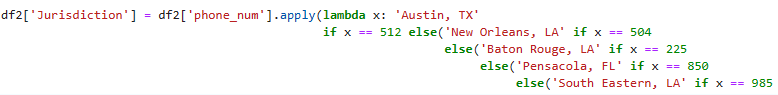 df2['Jurisdiction'] = df2['phone_num'].apply(lambda x: 'Austin, TX'
if x == 512 else('New Orleans, LA' if x == 504
else('Baton Rouge, LA' if x == 225
else('Pensacola, FL' if x == 850
else('South Eastern, LA' if x == 985